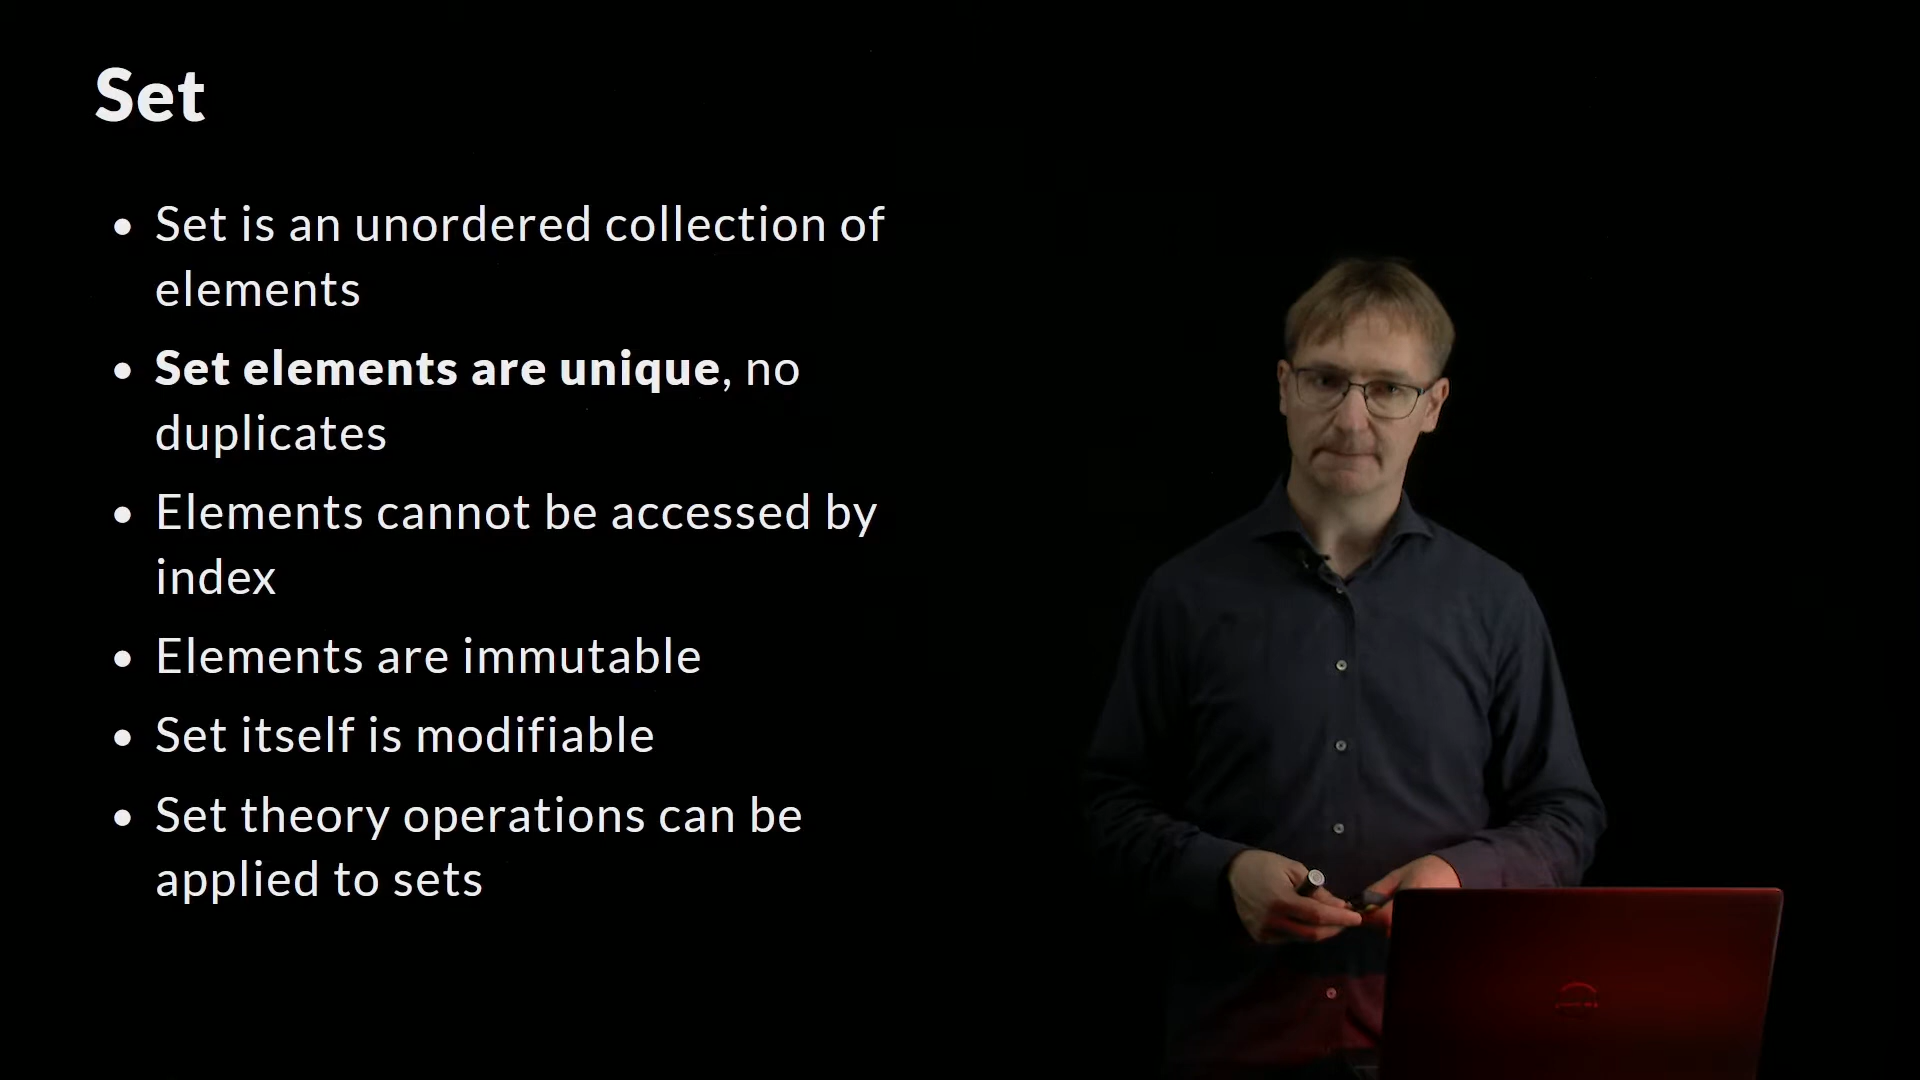 Set
Set is an unordered collection of
elements
Set elements are unique, no
duplicates
Elements cannot be accessed by
index
Elements are immutable
Set itself is modifiable
Set theory operations can be
applied to sets